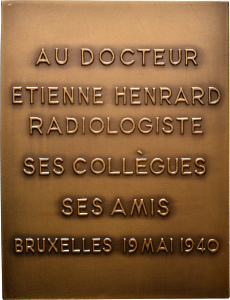 AU DOCTEUR
ETIENNE HENRARD
RADIOLOGISTE
SES COLLÈGUES
SES AMIS
BRUXELLES 19 MAI 1940